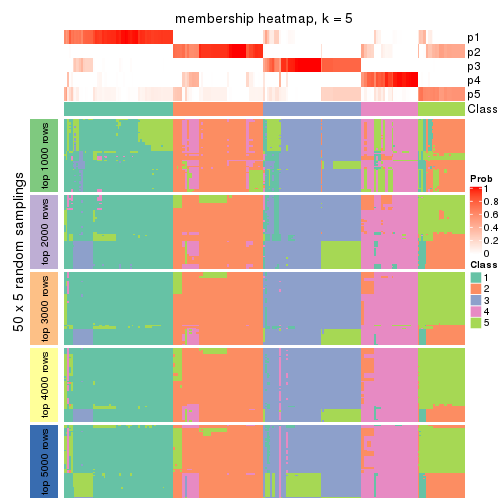 membership heatmap, k = 5
p1
p2
p3
p4
p5
Class
50 x 5 random samplings
top 1000 rows
top 2000 rows
top 3000 rows
top 4000 rows
top 5000 rows
Prob
1
0.8
0.6
0.4
0.2
0
Class
1
2
3
4
5